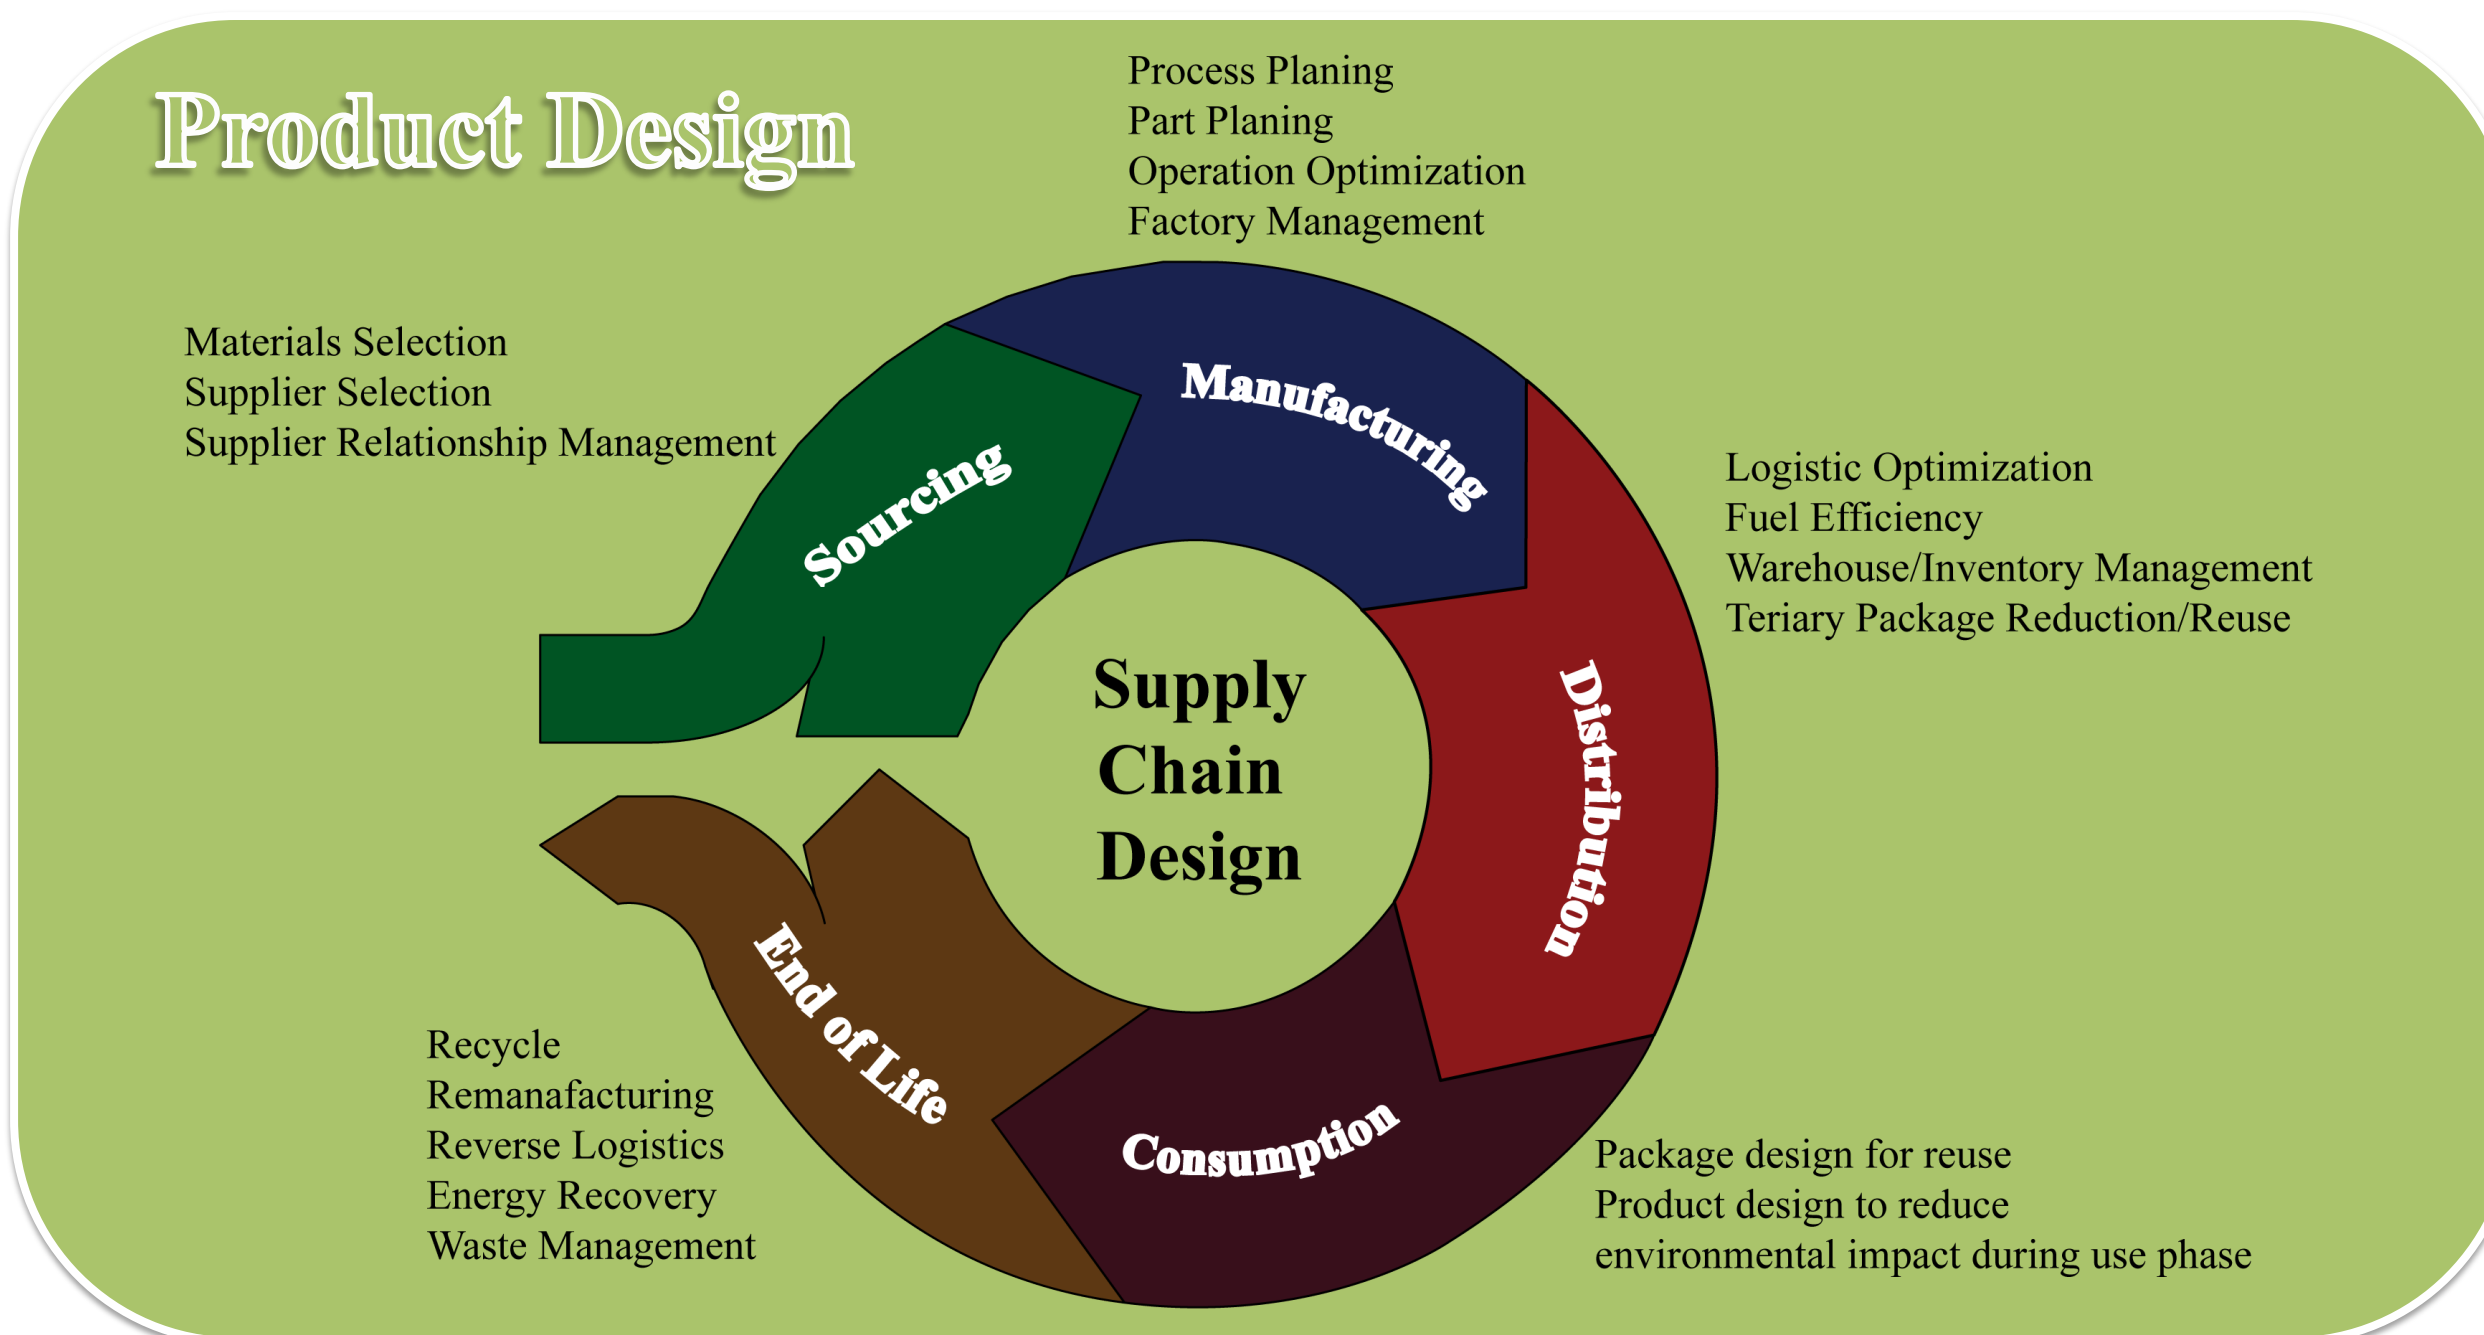 Product Design
Process Planing
Part Planing
Operation Optimization
Factory Management
Materials Selection
Supplier Selection
Supplier Relationship Management
Sourcing
Manufacturing
Logistic Optimization
Fuel Efficiency
Warehouse/Inventory Management
Teriary Package Reduction/Reuse
Distribution
Supply
Chain
Design
End of Life
Consumption
Recycle
Remanafacturing
Reverse Logistics
Energy Recovery
Waste Management
Package design for reuse
Product design to reduce
environmental impact during use phase